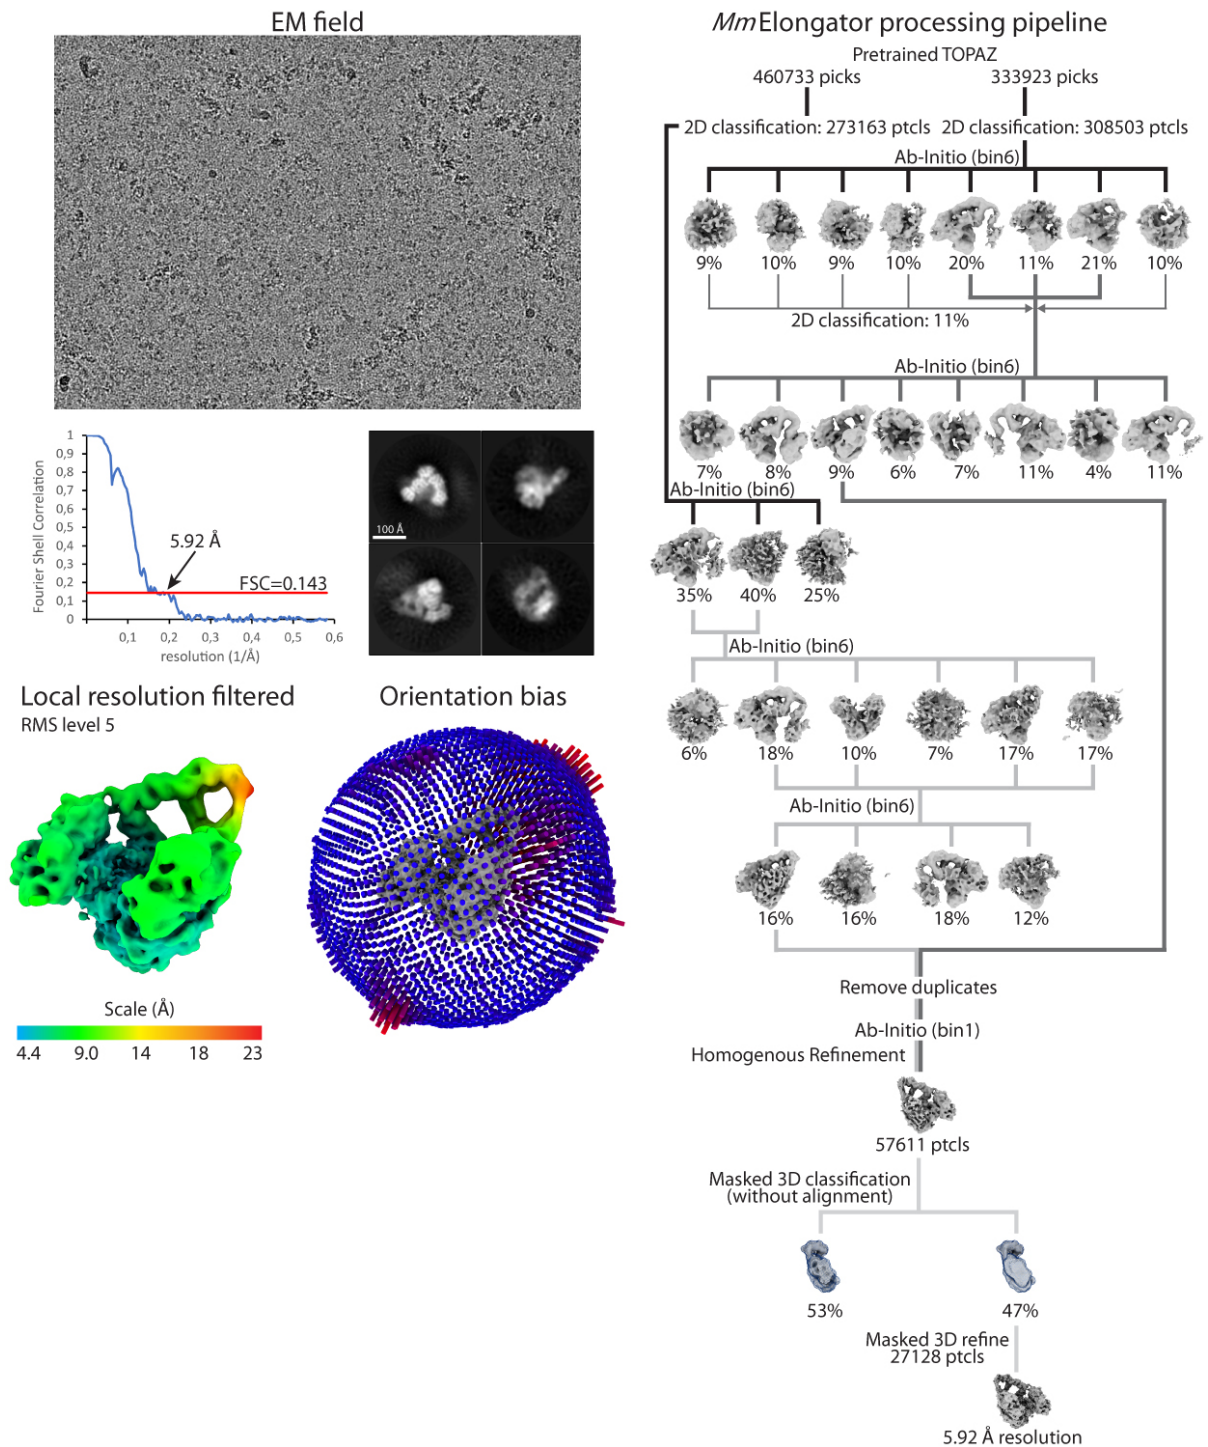 EM field
1
0,9
0,8
0,7
0,6
0,5
0,4
0,3
0,2
0,1
0
Fourier Shell Correlation
5.92 Å
FSC=0.143
0,1 0,2 0,3 0,4 0,5 0,6
resolution (1/Å)
100 Å
Local resolution filtered
RMS level 5
Scale (Å)
4.4 9.0 14 18 23
Orientation bias
MmElongator processing pipeline
Pretrained TOPAZ
460733 picks 333923 picks
2D classification: 273163 ptcls 2D classification: 308503 ptcls
Ab-Initio (bin6)
9% 10% 9% 10% 20% 11% 21% 10%
2D classification: 11%
Ab-Initio (bin6)
7% 8% 9% 6% 7% 11% 4% 11%
Ab-Initio (bin6)
35% 40% 25%
Ab-Initio (bin6)
6% 18% 10% 7% 17% 17%
Ab-Initio (bin6)
16% 16% 18% 12%
Remove duplicates
Ab-Initio (bin1)
Homogenous Refinement
57611 ptcls
Masked 3D classification
(without alignment)
53% 47%
Masked 3D refine
27128 ptcls
5.92 Å resolution